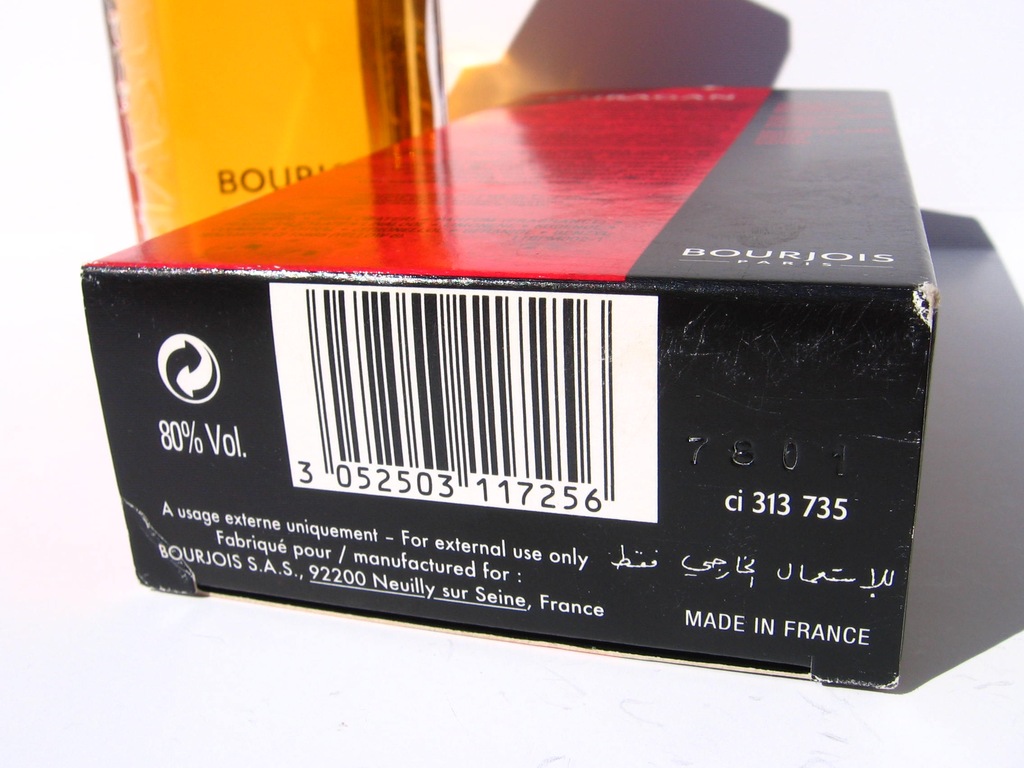 BOURJOIS
PARIS
80% Vol.
3 052503 117256
7801
ci 313 735
A usage externe uniquement - For external use only
للإستعمال الخارجي فقط
Fabriqué pour / manufactured for :
BOURJOIS S.A.S., 92200 Neuilly sur Seine, France
MADE IN FRANCE